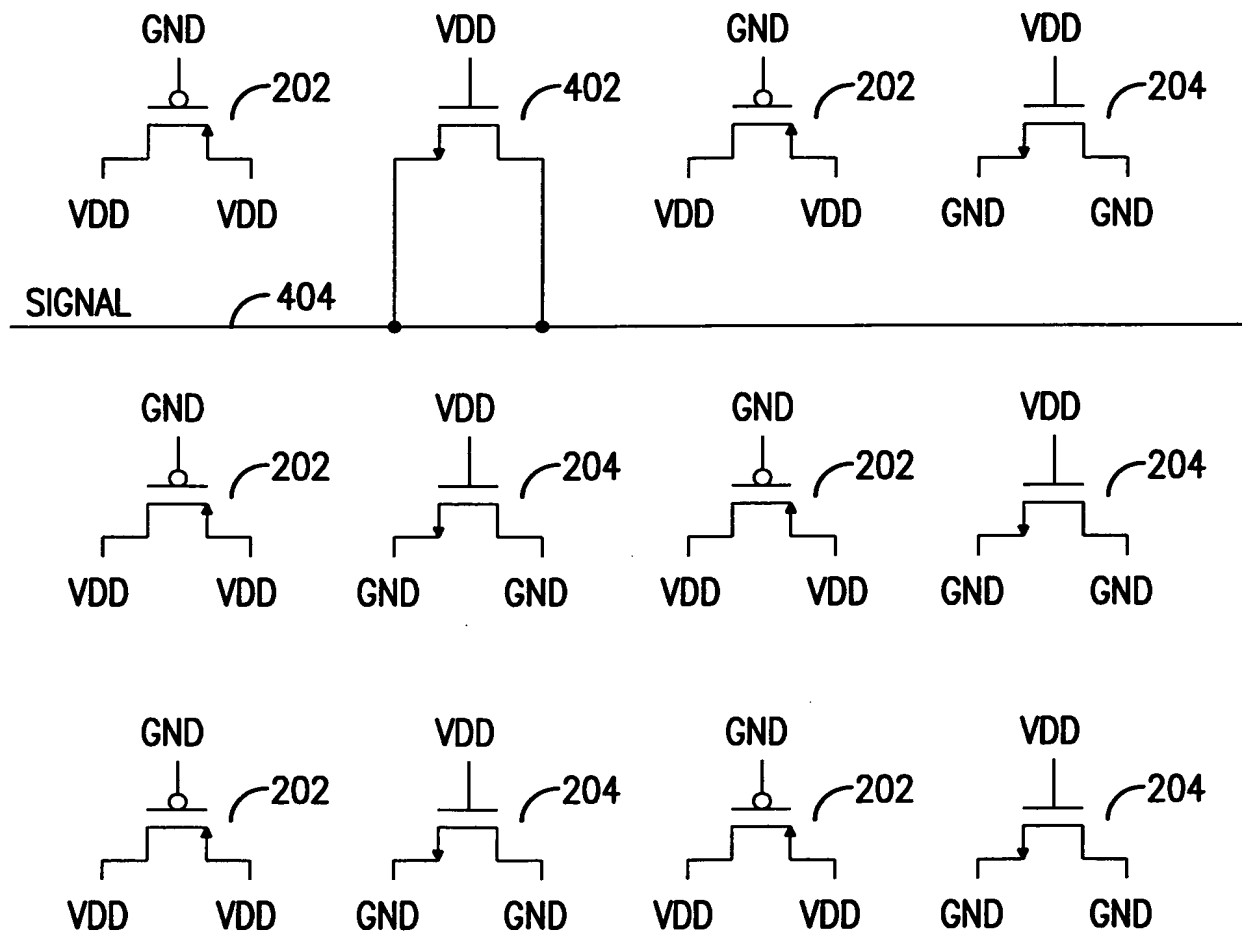 GND VDD GND VDD
202 402 202 204
VDD VDD VDD VDD GND GND
SIGNAL 404
GND VDD GND VDD
202 204 202 204
VDD VDD GND GND VDD VDD GND GND
GND VDD GND VDD
202 204 202 204
VDD VDD GND GND VDD VDD GND GND